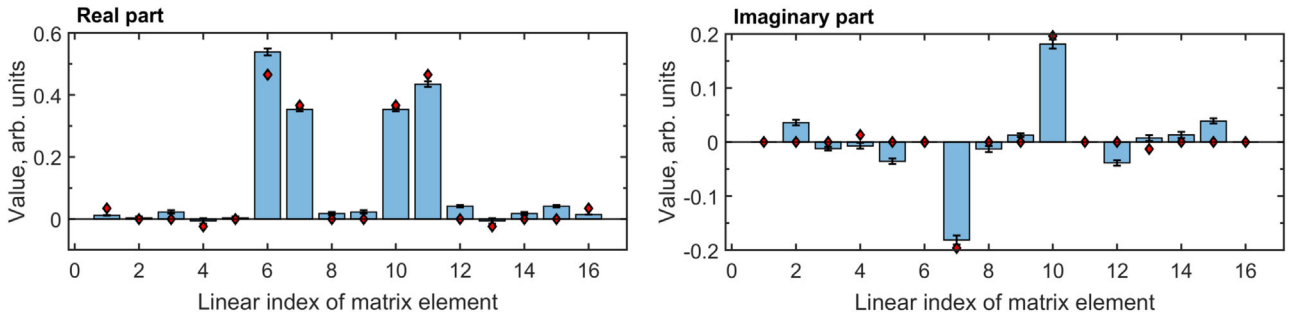 Real part
Value, arb. units
0.6
0.4
0.2
0
0 2 4 6 8 10 12 14 16
Linear index of matrix element
Imaginary part
Value, arb. units
0.2
0.1
0
-0.1
-0.2
0 2 4 6 8 10 12 14 16
Linear index of matrix element